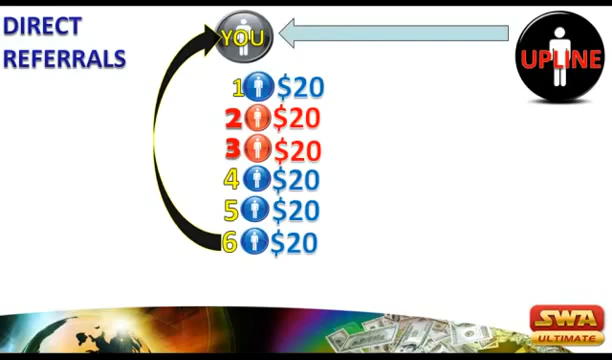 DIRECT
REFERRALS
YOU
UPLINE
1 $20
2 $20
3 $20
4 $20
5 $20
6 $20
SWA
ULTIMATE